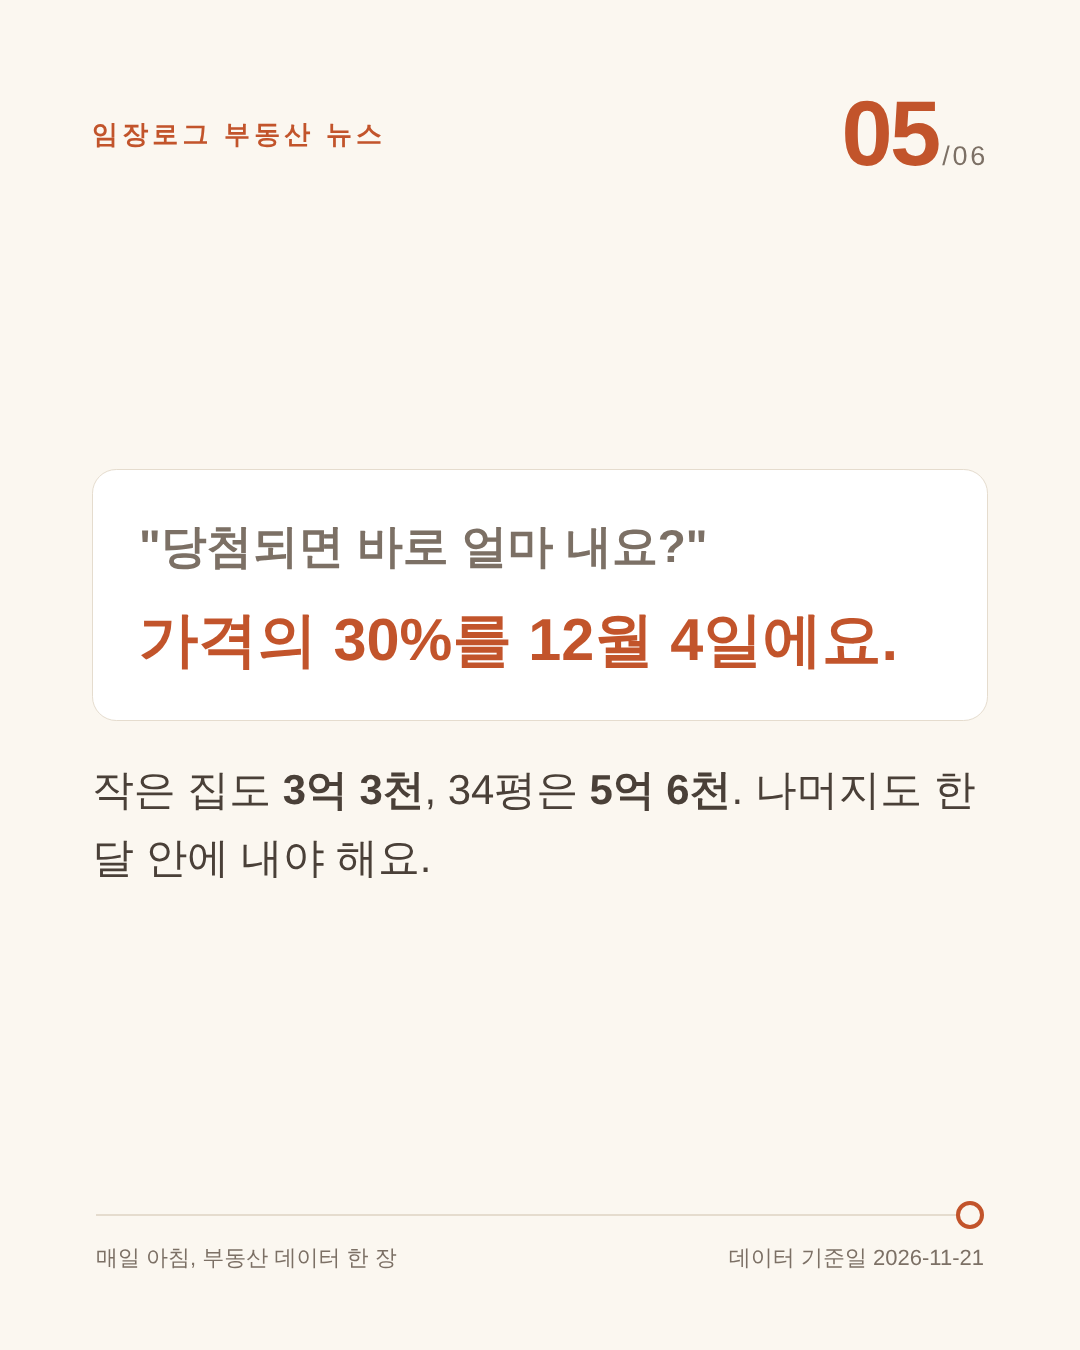 임장로그 부동산 뉴스
05/06
"당첨되면 바로 얼마 내요?"
가격의 30%를 12월 4일에요.
작은 집도 3억 3천, 34평은 5억 6천. 나머지도 한
달 안에 내야 해요.
매일 아침, 부동산 데이터 한 장
데이터 기준일 2026-11-21